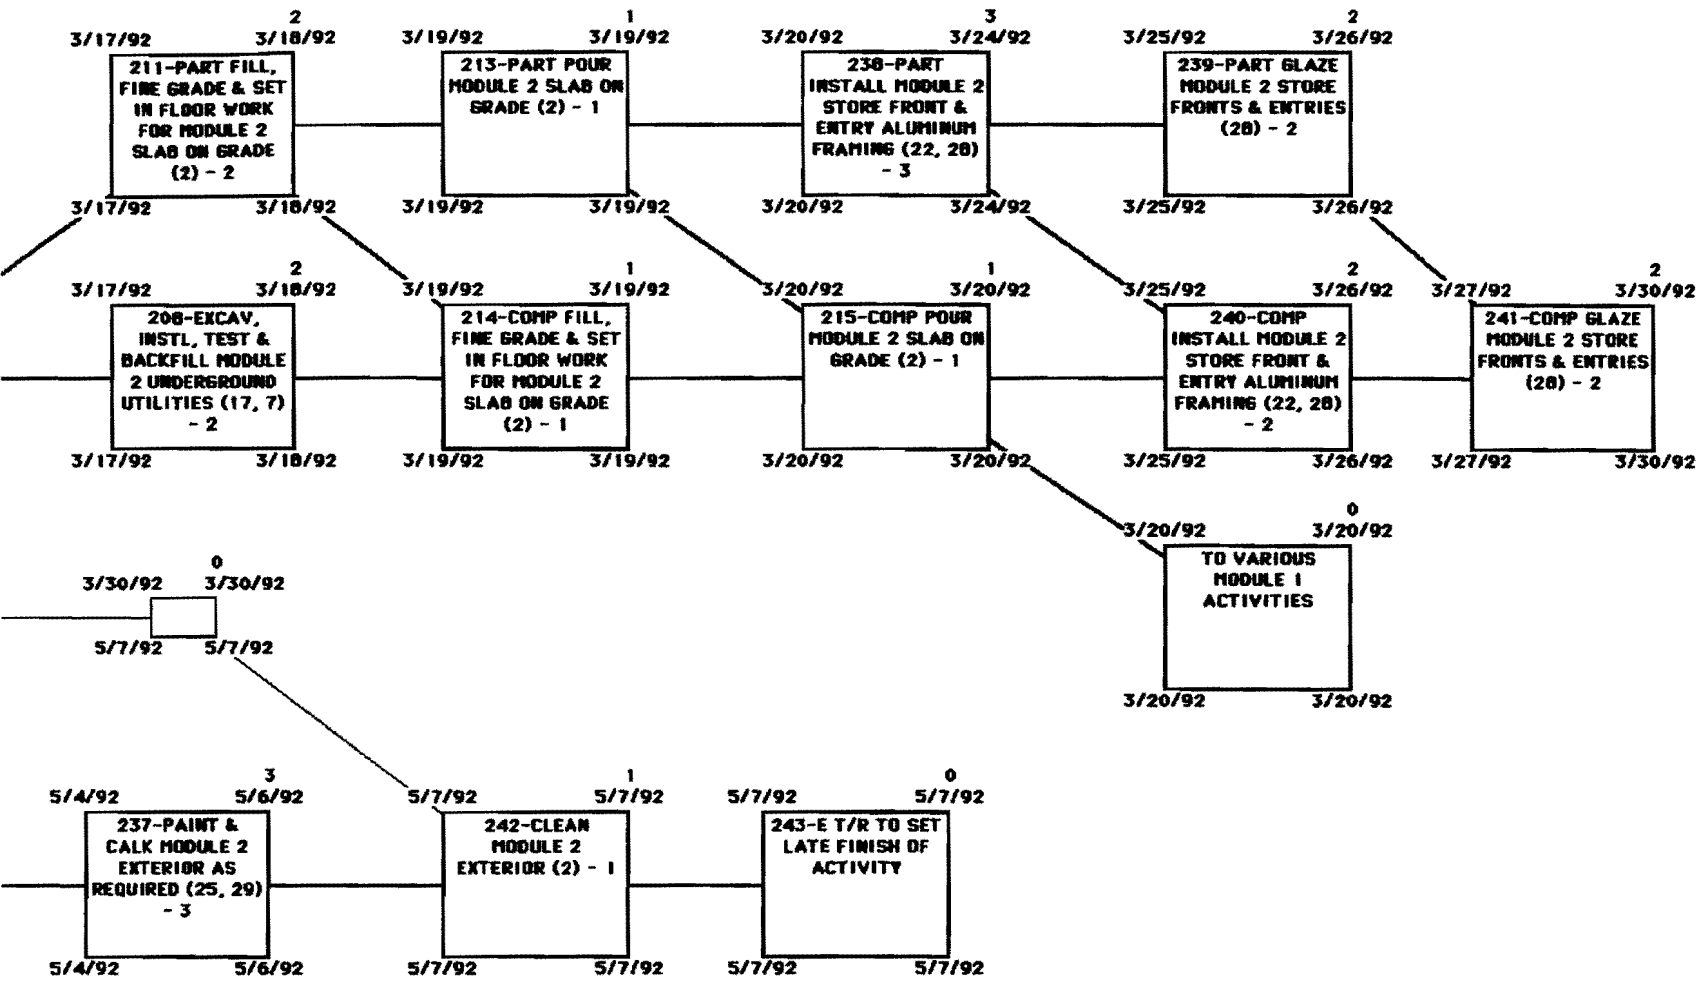 2 1 3 2
3/17/92 3/18/92 3/19/92 3/19/92 3/20/92 3/24/92 3/25/92 3/26/92
211-PART FILL,
FINE GRADE & SET
IN FLOOR WORK
FOR MODULE 2
SLAB ON GRADE
(2) - 2
213-PART POUR
MODULE 2 SLAB ON
GRADE (2) - 1
238-PART
INSTALL MODULE 2
STORE FRONT &
ENTRY ALUMINUM
FRAMING (22, 28)
- 3
239-PART GLAZE
MODULE 2 STORE
FRONTS & ENTRIES
(28) - 2
3/17/92 3/18/92 3/19/92 3/19/92 3/20/92 3/24/92 3/25/92 3/26/92
2 1 1 2 2
3/17/92 3/18/92 3/19/92 3/19/92 3/20/92 3/20/92 3/25/92 3/26/92 3/27/92 3/30/92
208-EXCAV,
INSTL, TEST &
BACKFILL MODULE
2 UNDERGROUND
UTILITIES (17, 7)
- 2
214-COMP FILL,
FINE GRADE & SET
IN FLOOR WORK
FOR MODULE 2
SLAB ON GRADE
(2) - 1
215-COMP POUR
MODULE 2 SLAB ON
GRADE (2) - 1
240-COMP
INSTALL MODULE 2
STORE FRONT &
ENTRY ALUMINUM
FRAMING (22, 28)
- 2
241-COMP GLAZE
MODULE 2 STORE
FRONTS & ENTRIES
(28) - 2
3/17/92 3/18/92 3/19/92 3/19/92 3/20/92 3/20/92 3/25/92 3/26/92 3/27/92 3/30/92
0
3/20/92 3/20/92
TO VARIOUS
MODULE 1
ACTIVITIES
3/20/92 3/20/92
0
3/30/92 3/30/92
5/7/92 5/7/92
3 1 0
5/4/92 5/6/92 5/7/92 5/7/92 5/7/92 5/7/92
237-PAINT &
CALK MODULE 2
EXTERIOR AS
REQUIRED (25, 29)
- 3
242-CLEAN
MODULE 2
EXTERIOR (2) - 1
243-E T/R TO SET
LATE FINISH OF
ACTIVITY
5/4/92 5/6/92 5/7/92 5/7/92 5/7/92 5/7/92